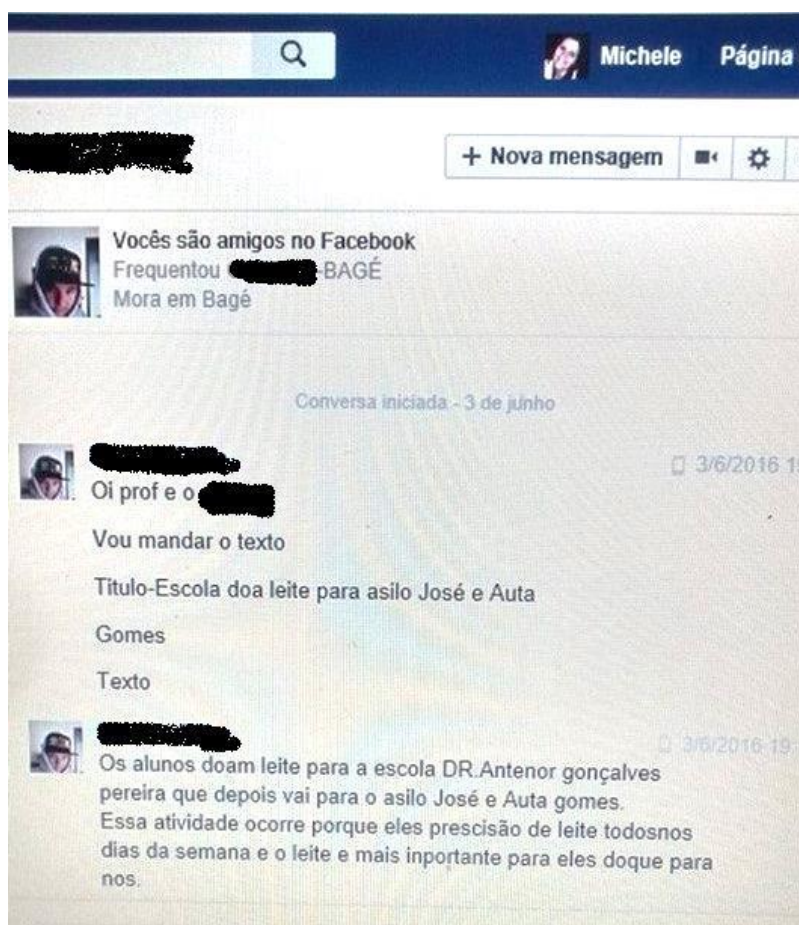 Michele Página
+ Nova mensagem
Vocês são amigos no Facebook
Frequentou -BAGÉ
Mora em Bagé
Conversa iniciada - 3 de junho
3/6/2016
Oi prof e o
Vou mandar o texto
Titulo-Escola doa leite para asilo José e Auta
Gomes
Texto
3/6/2016 19
Os alunos doam leite para a escola DR.Antenor gonçalves
pereira que depois vai para o asilo José e Auta gomes.
Essa atividade ocorre porque eles prescisão de leite todosnos
dias da semana e o leite e mais inportante para eles doque para
nos.